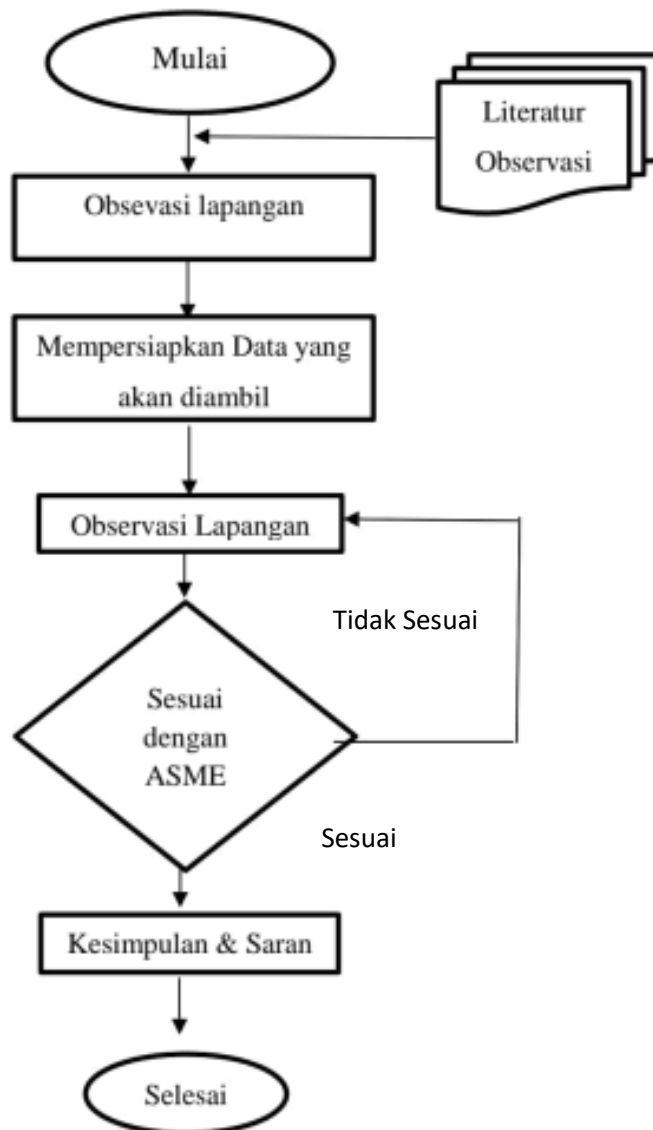 Mulai
Literatur
Observasi
Obsevasi lapangan
Mempersiapkan Data yang
akan diambil
Observasi Lapangan
Tidak Sesuai
Sesuai
dengan
ASME
Sesuai
Kesimpulan & Saran
Selesai